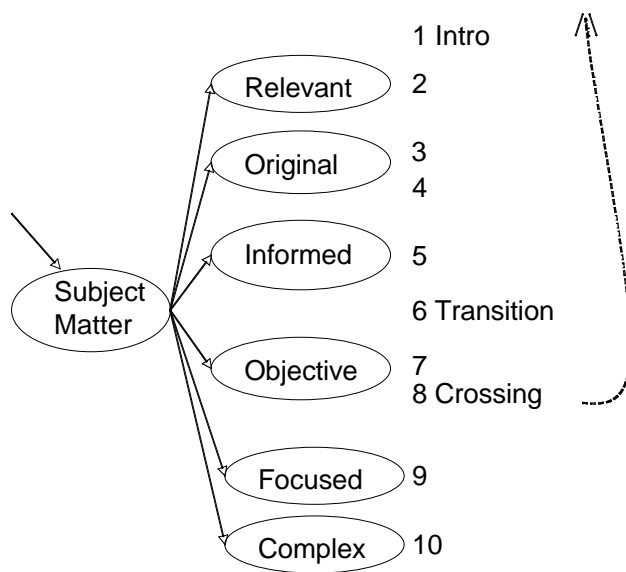 1 Intro
Relevant 2
Original 3
4
Informed 5
Subject
Matter
6 Transition
Objective 7
8 Crossing
Focused 9
Complex 10